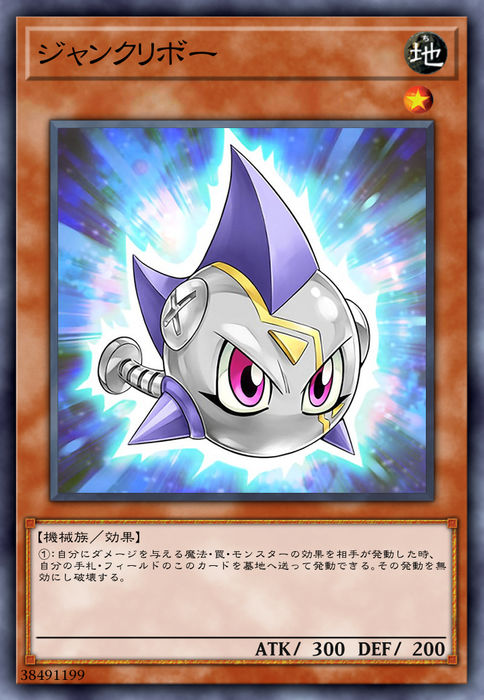 ジャンクリボー
ち
地
【機械族／効果】
①:自分にダメージを与える魔法・罠・モンスターの効果を相手が発動した時、
自分の手札・フィールドのこのカードを墓地へ送って発動できる。その発動を無
効にし破壊する。
ATK/ 300 DEF/ 200
38491199